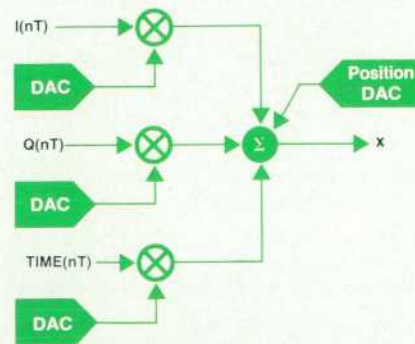 I(nT)
DAC
Position
DAC
Q(nT)
Σ
X
DAC
TIME(nT)
DAC